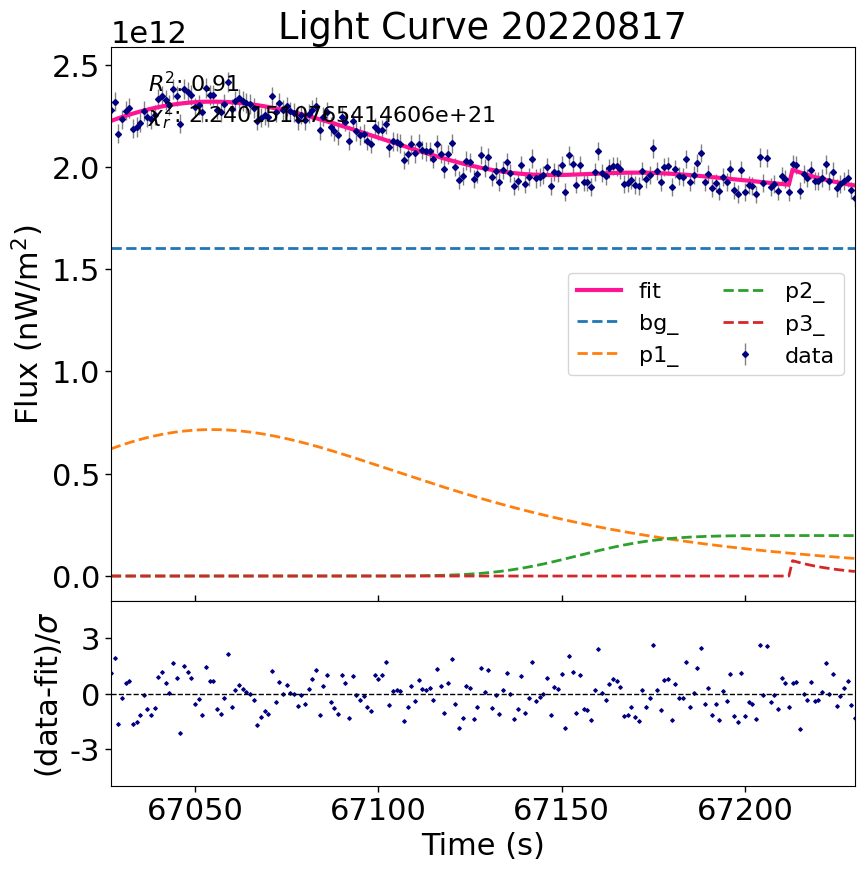 Light Curve 20220817
1e12
R²: 0.91
2.5
2.0
1.5
1.0
0.5
0.0
Flux (nW/m²)
fit
bg_
p1_
p2_
p3_
data
3
0
-3
(data-fit)/σ
67050
67100
67150
67200
Time (s)